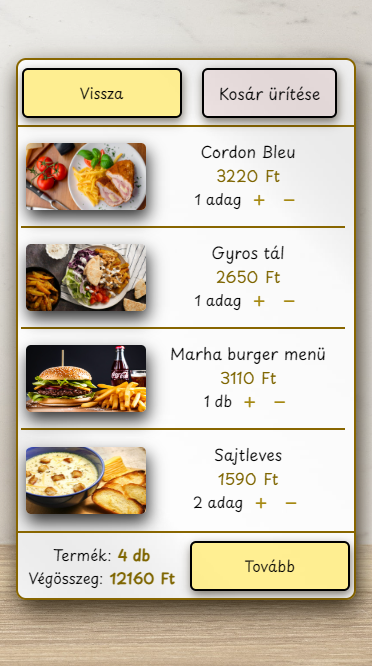 Vissza
Kosár ürítése
Cordon Bleu
3220 Ft
1 adag + −
Gyros tál
2650 Ft
1 adag + −
Marha burger menü
3110 Ft
1 db + −
Sajtleves
1590 Ft
2 adag + −
Termék: 4 db
Végösszeg: 12160 Ft
Tovább